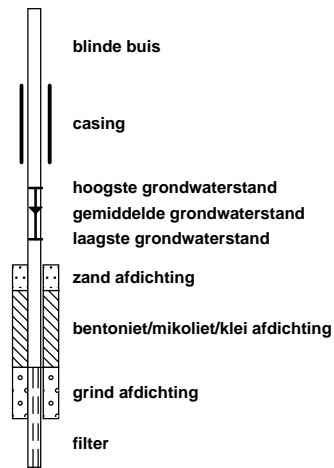 blinde buis
casing
hoogste grondwaterstand
gemiddelde grondwaterstand
laagste grondwaterstand
zand afdichting
bentoniet/mikoliet/klei afdichting
grind afdichting
filter